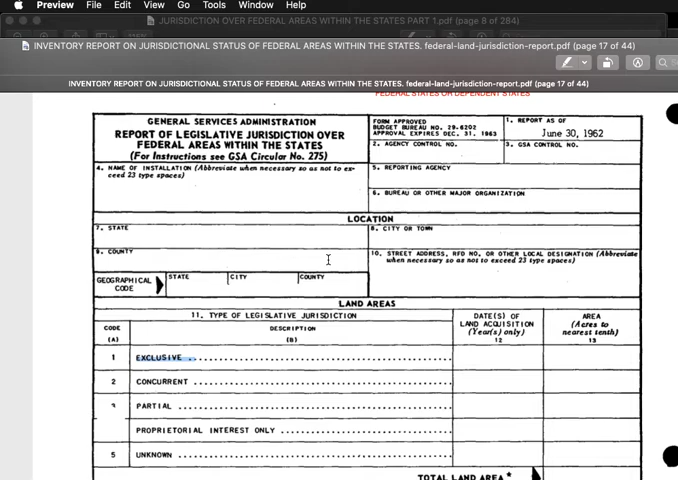 Preview File Edit View Go Tools Window Help
JURISDICTION OVER FEDERAL AREAS WITHIN THE STATES PART 1.pdf (page 8 of 284)
INVENTORY REPORT ON JURISDICTIONAL STATUS OF FEDERAL AREAS WITHIN THE STATES. federal-land-jurisdiction-report.pdf (page 17 of 44)
INVENTORY REPORT ON JURISDICTIONAL STATUS OF FEDERAL AREAS WITHIN THE STATES. federal-land-jurisdiction-report.pdf (page 17 of 44)
FEDERAL STATES OR DEPENDENT STATES
GENERAL SERVICES ADMINISTRATION
REPORT OF LEGISLATIVE JURISDICTION OVER
FEDERAL AREAS WITHIN THE STATES
(For Instructions see GSA Circular No. 275)
FORM APPROVED
BUDGET BUREAU NO. 29-6202
APPROVAL EXPIRES DEC. 31, 1963
1. REPORT AS OF
June 30, 1962
2. AGENCY CONTROL NO.
3. GSA CONTROL NO.
4. NAME OF INSTALLATION (Abbreviate when necessary so as not to ex-
ceed 23 type spaces)
5. REPORTING AGENCY
6. BUREAU OR OTHER MAJOR ORGANIZATION
LOCATION
7. STATE
8. CITY OR TOWN
9. COUNTY
10. STREET ADDRESS, RFD NO. OR OTHER LOCAL DESIGNATION (Abbreviate
when necessary so as not to exceed 23 type spaces)
GEOGRAPHICAL
CODE
STATE
CITY
COUNTY
LAND AREAS
11. TYPE OF LEGISLATIVE JURISDICTION
CODE
(A)
DESCRIPTION
(B)
DATE(S) OF
LAND ACQUISITION
(Year(s) only)
12
AREA
(Acres to
nearest tenth)
13
1 EXCLUSIVE
2 CONCURRENT
PARTIAL
PROPRIETORIAL INTEREST ONLY
5 UNKNOWN
TOTAL LAND AREA*